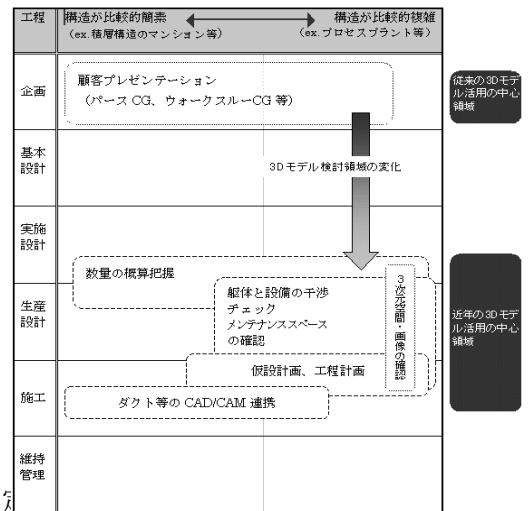 工程
構造が比較的簡素
(ex.積層構造のマンション等)
構造が比較的複雑
(ex.プロセスプラント等)
企画
顧客プレゼンテーション
(パース CG、ウォークスルーCG 等)
従来の3Dモデ
ル活用の中心
領域
基本
設計
3Dモデル検討領域の変化
実施
設計
数量の概算把握
生産
設計
躯体と設備の干渉
チェック
メンテナンススペース
の確認
3次元空間・画像の確認
近年の3Dモデ
ル活用の中心
領域
仮設計画、工程計画
施工
ダクト等の CAD/CAM 連携
維持
管理